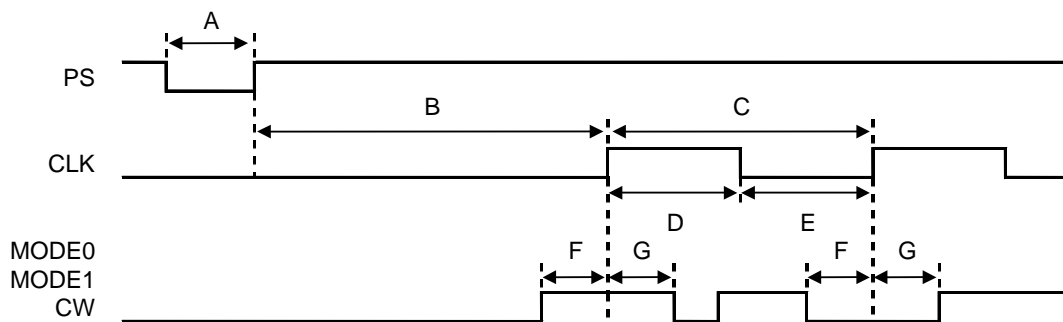 A
PS
B C
CLK
D E
MODE0
MODE1
CW
F G F G